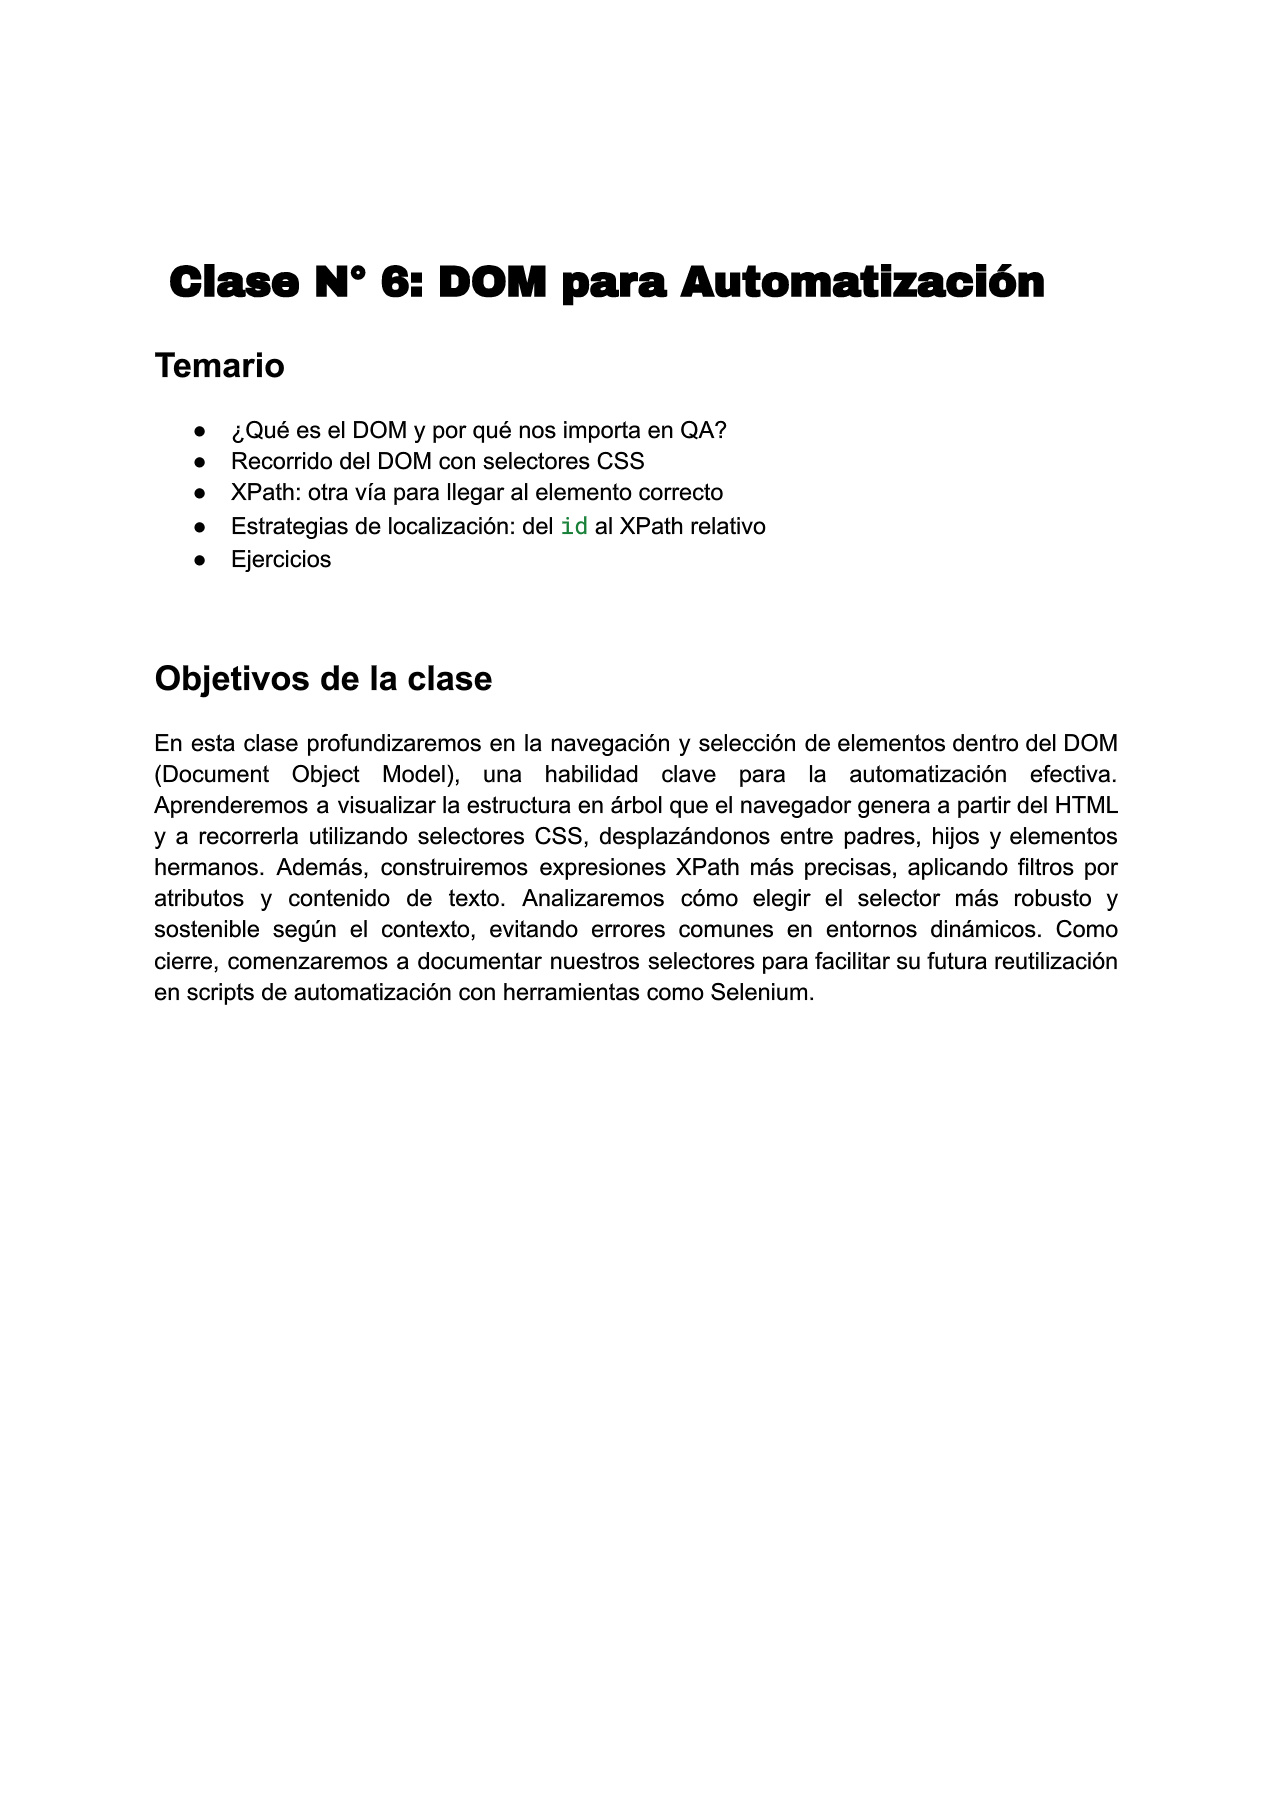 Clase N° 6: DOM para Automatización
Temario
● ¿Qué es el DOM y por qué nos importa en QA?
● Recorrido del DOM con selectores CSS
● XPath: otra vía para llegar al elemento correcto
● Estrategias de localización: del id al XPath relativo
● Ejercicios
Objetivos de la clase
En esta clase profundizaremos en la navegación y selección de elementos dentro del DOM
(Document Object Model), una habilidad clave para la automatización efectiva.
Aprenderemos a visualizar la estructura en árbol que el navegador genera a partir del HTML
y a recorrerla utilizando selectores CSS, desplazándonos entre padres, hijos y elementos
hermanos. Además, construiremos expresiones XPath más precisas, aplicando filtros por
atributos y contenido de texto. Analizaremos cómo elegir el selector más robusto y
sostenible según el contexto, evitando errores comunes en entornos dinámicos. Como
cierre, comenzaremos a documentar nuestros selectores para facilitar su futura reutilización
en scripts de automatización con herramientas como Selenium.